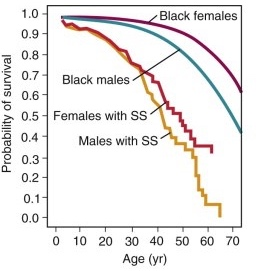 1.0
0.9
0.8
0.7
0.6
0.5
0.4
0.3
0.2
0.1
0.0
Probability of survival
Black females
Black males
Females with SS
Males with SS
0 10 20 30 40 50 60 70
Age (yr)